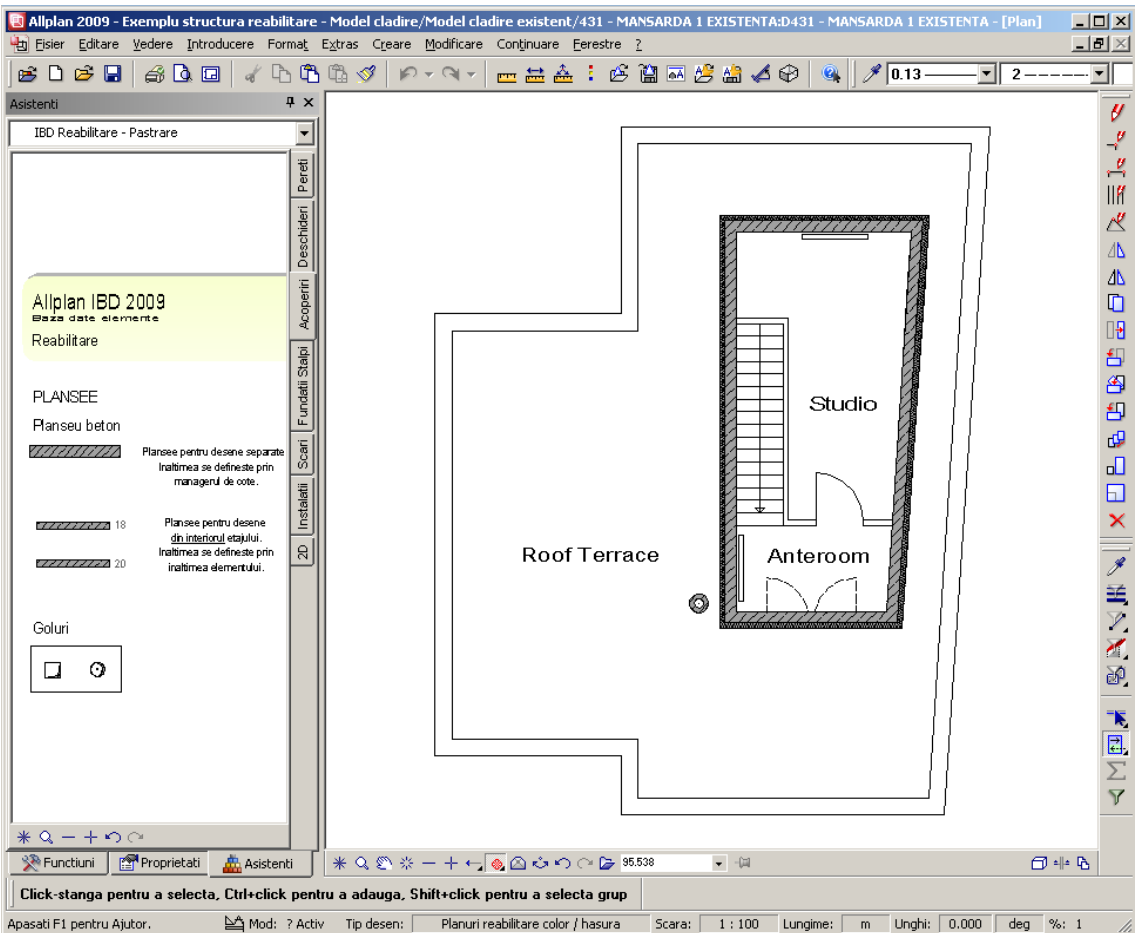 Allplan 2009 - Exemplu structura reabilitare - Model cladire/Model cladire existent/431 - MANSARDA 1 EXISTENTA:D431 - MANSARDA 1 EXISTENTA - [Plan]
Fisier Editare Vedere Introducere Format Extras Creare Modificare Continuare Ferestre ?
0.13 2
Asistenti
IBD Reabilitare - Pastrare
Pereti
Deschideri
Acoperiri
Fundatii Stalpi
Scari
Instalatii
2D
Allplan IBD 2009
Baza date elemente
Reabilitare
PLANSEE
Planseu beton
Plansee pentru desene separate
Inaltimea se defineste prin
managerul de cote.
18
Plansee pentru desene
din interiorul etajului.
Inaltimea se defineste prin
inaltimea elementului.
20
Goluri
Studio
Roof Terrace
Anteroom
Functiuni Proprietati Asistenti
95.538
Click-stanga pentru a selecta, Ctrl+click pentru a adauga, Shift+click pentru a selecta grup
Apasati F1 pentru Ajutor. Mod: ? Activ Tip desen: Planuri reabilitare color / hasura Scara: 1 : 100 Lungime: m Unghi: 0.000 deg %: 1